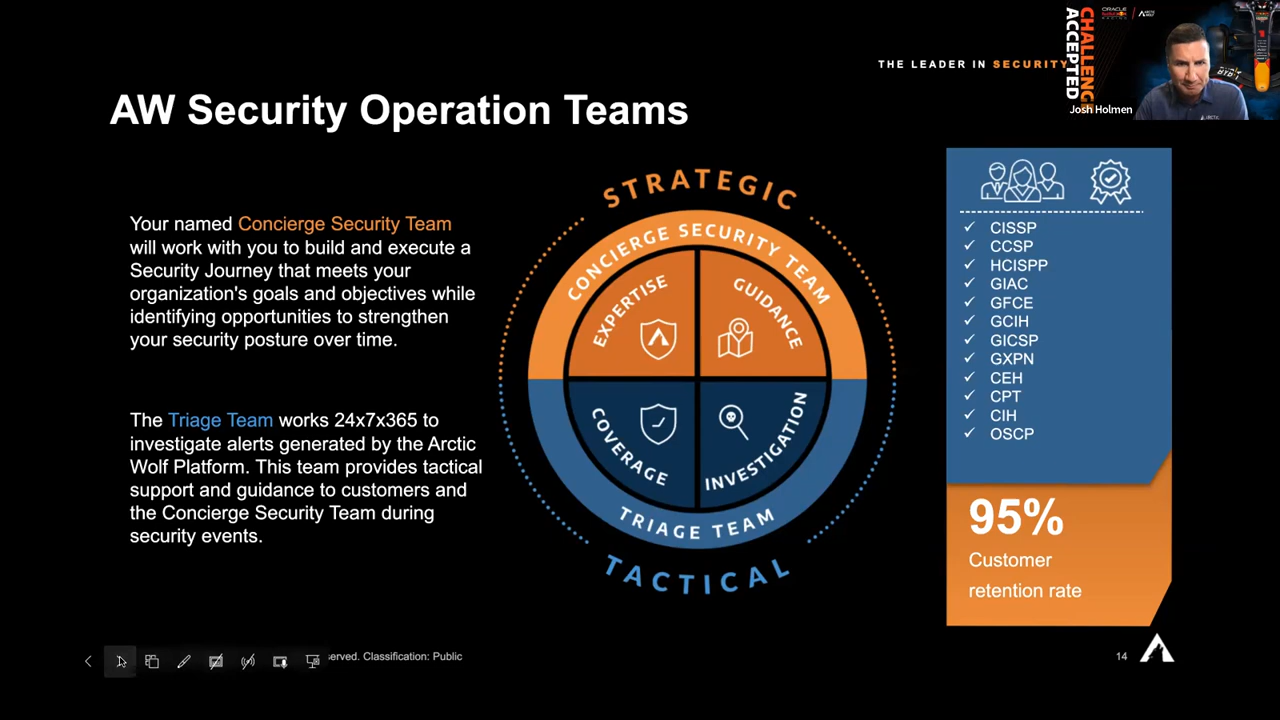 THE LEADER IN SECURITY
CHALLENG
ACCEPTED
ORACLE
Josh Holmen
AW Security Operation Teams
Your named Concierge Security Team
will work with you to build and execute a
Security Journey that meets your
organization's goals and objectives while
identifying opportunities to strengthen
your security posture over time.
The Triage Team works 24x7x365 to
investigate alerts generated by the Arctic
Wolf Platform. This team provides tactical
support and guidance to customers and
the Concierge Security Team during
security events.
STRATEGIC
CONCIERGE SECURITY TEAM
EXPERTISE
GUIDANCE
COVERAGE
INVESTIGATION
TRIAGE TEAM
TACTICAL
CISSP
CCSP
HCISPP
GIAC
GFCE
GCIH
GICSP
GXPN
CEH
CPT
CIH
OSCP
95%
Customer
retention rate
served. Classification: Public
14